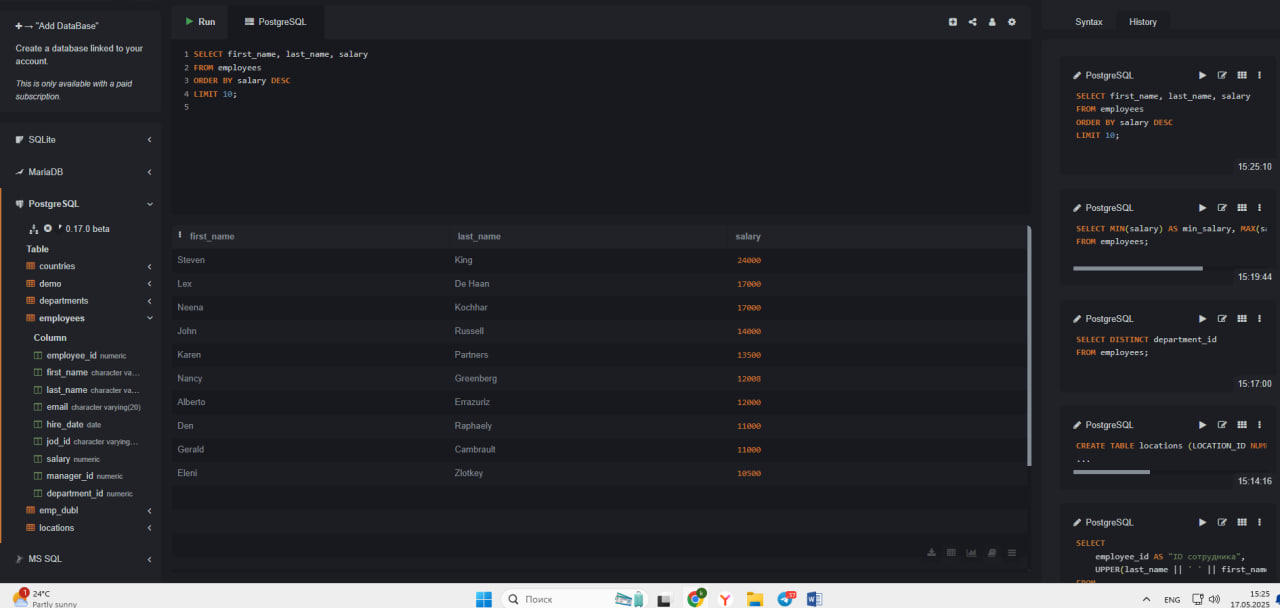 + → "Add DataBase"
Create a database linked to your
account.
This is only available with a paid
subscription.
SQLite
MariaDB
PostgreSQL
0.17.0 beta
Table
countries
demo
departments
employees
Column
employee_id numeric
first_name character va...
last_name character va...
email character varying(20)
hire_date date
jod_id character varying...
salary numeric
manager_id numeric
department_id numeric
emp_dubl
locations
MS SQL
Run
PostgreSQL
1 SELECT first_name, last_name, salary
2 FROM employees
3 ORDER BY salary DESC
4 LIMIT 10;
5
first_name last_name salary
Steven King 24000
Lex De Haan 17000
Neena Kochhar 17000
John Russell 14000
Karen Partners 13500
Nancy Greenberg 12008
Alberto Errazuriz 12000
Den Raphaely 11000
Gerald Cambrault 11000
Eleni Zlotkey 10500
Syntax History
PostgreSQL
SELECT first_name, last_name, salary
FROM employees
ORDER BY salary DESC
LIMIT 10;
15:25:10
PostgreSQL
SELECT MIN(salary) AS min_salary, MAX(sa
FROM employees;
15:19:44
PostgreSQL
SELECT DISTINCT department_id
FROM employees;
15:17:00
PostgreSQL
CREATE TABLE locations (LOCATION_ID NUM
...
15:14:16
PostgreSQL
SELECT
employee_id AS "ID сотрудника",
UPPER(last_name || ' ' || first_name
FROM
1
24°C
Partly sunny
Поиск
ENG
15:25
17.05.2025